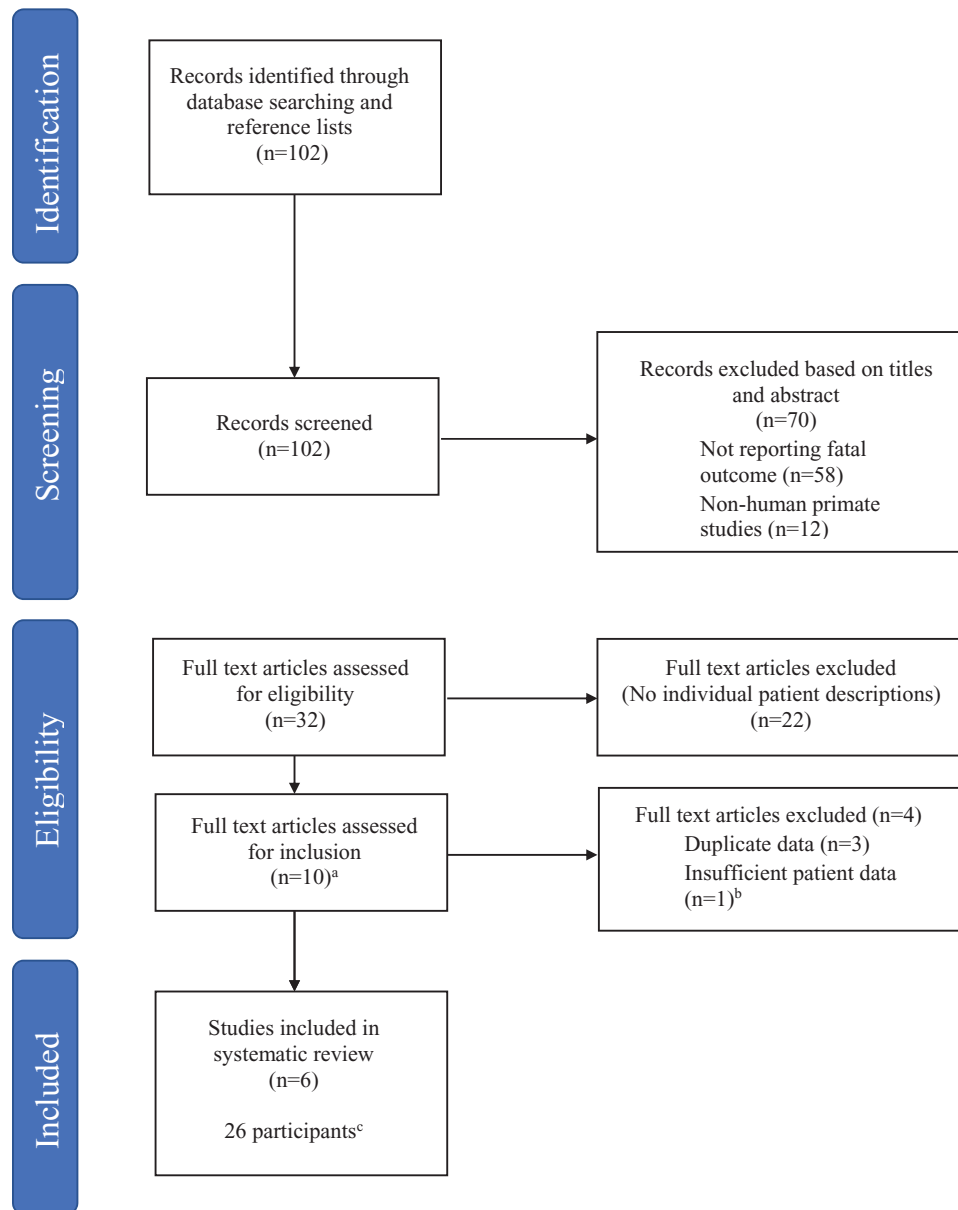 Identification
Records identified through
database searching and
reference lists
(n=102)
Screening
Records screened
(n=102)
Records excluded based on titles
and abstract
(n=70)
Not reporting fatal
outcome (n=58)
Non-human primate
studies (n=12)
Eligibility
Full text articles assessed
for eligibility
(n=32)
Full text articles excluded
(No individual patient descriptions)
(n=22)
Full text articles assessed
for inclusion
(n=10)ᵃ
Full text articles excluded (n=4)
Duplicate data (n=3)
Insufficient patient data
(n=1)ᵇ
Included
Studies included in
systematic review
(n=6)
26 participantsᶜ